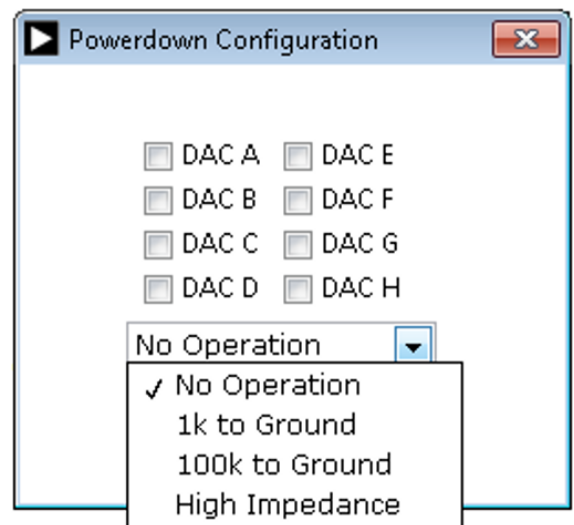 Powerdown Configuration
DAC A DAC E
DAC B DAC F
DAC C DAC G
DAC D DAC H
No Operation
No Operation
1k to Ground
100k to Ground
High Impedance